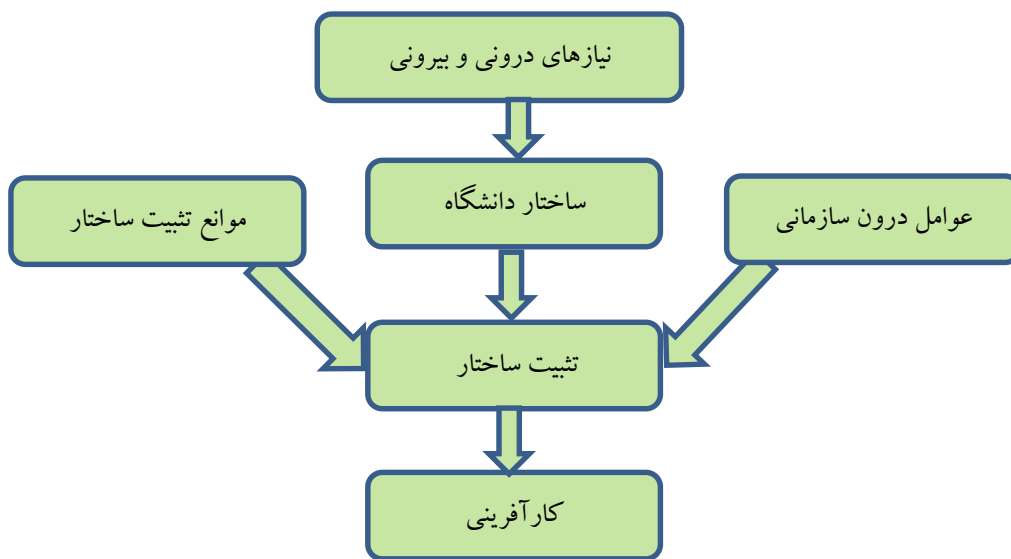 نیازهای درونی و بیرونی
ساختار دانشگاه
عوامل درون سازمانی
موانع تثبیت ساختار
تثبیت ساختار
کارآفرینی